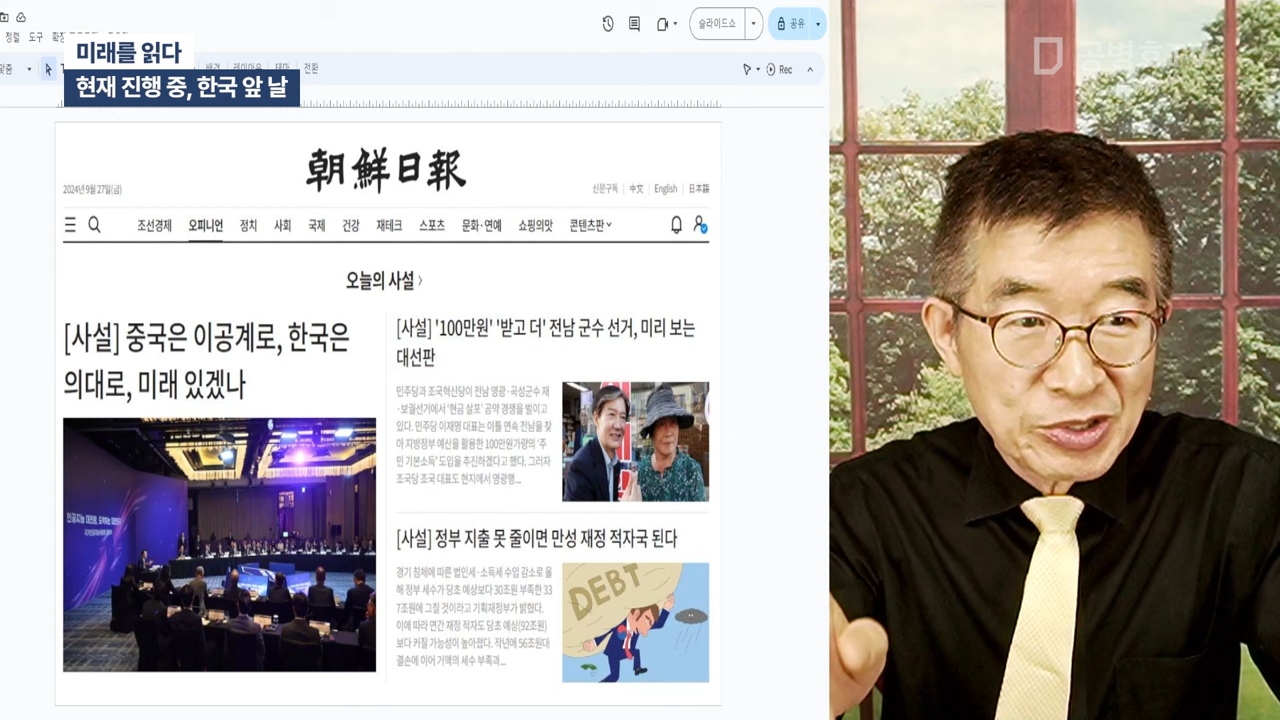 정렬 도구
슬라이드쇼
공유
미래를 읽다
현재 진행 중, 한국 앞 날
전환
Rec
朝鮮日報
2024년 9월 27일(금)
신문구독 | 中文 | English | 日本語
조선경제 오피니언 정치 사회 국제 건강 재테크 스포츠 문화·연예 쇼핑의맛 콘텐츠판
오늘의 사설 〉
[사설] 중국은 이공계로, 한국은
의대로, 미래 있겠나
[사설] '100만원' '받고 더' 전남 군수 선거, 미리 보는
대선판
민주당과 조국혁신당이 전남 영광·곡성군수 재
·보궐선거에서 '현금 살포' 공약 경쟁을 벌이고
있다. 민주당 이재명 대표는 이틀 연속 전남을 찾
아 지방정부 예산을 활용한 100만원가량의 '주
민 기본소득' 도입을 추진하겠다고 했다. 그러자
조국당 조국 대표도 현지에서 영광행...
[사설] 정부 지출 못 줄이면 만성 재정 적자국 된다
경기 침체에 따른 법인세·소득세 수입 감소로 올
해 정부 세수가 당초 예상보다 30조원 부족한 33
7조원에 그칠 것이라고 기획재정부가 밝혔다.
이에 따라 연간 재정 적자도 당초 예상(92조원)
보다 커질 가능성이 높아졌다. 작년에 56조원대
결손에 이어 거액의 세수 부족과...
DEBT
공병호